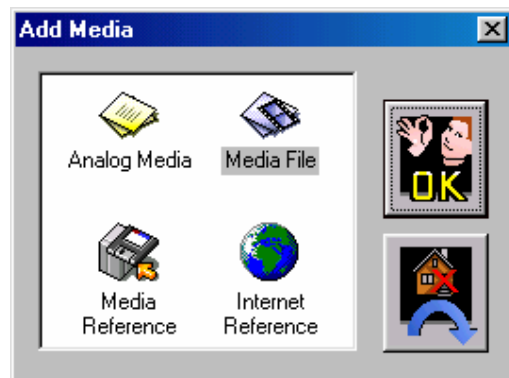 Add Media
Analog Media
Media File
Media
Reference
Internet
Reference
OK